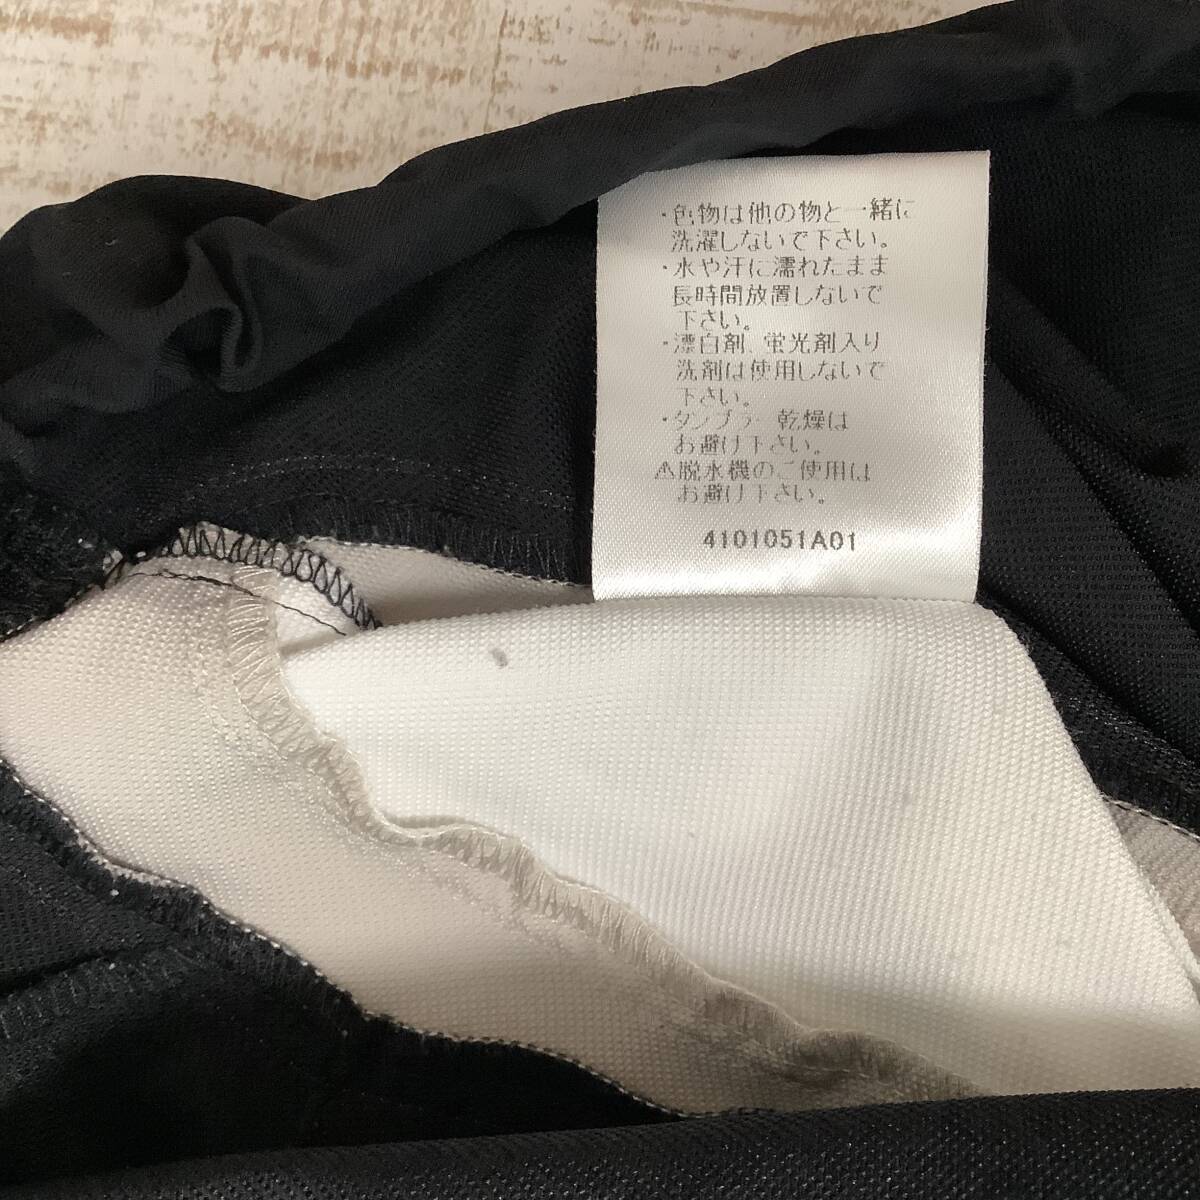 ・色物は他の物と一緒に
洗濯しないで下さい。
・水や汗に濡れたまま
長時間放置しないで
下さい。
・漂白剤、蛍光剤入り
洗剤は使用しないで
下さい。
・タンブラー乾燥は
お避け下さい。
⚠脱水機のご使用は
お避け下さい。
4101051A01